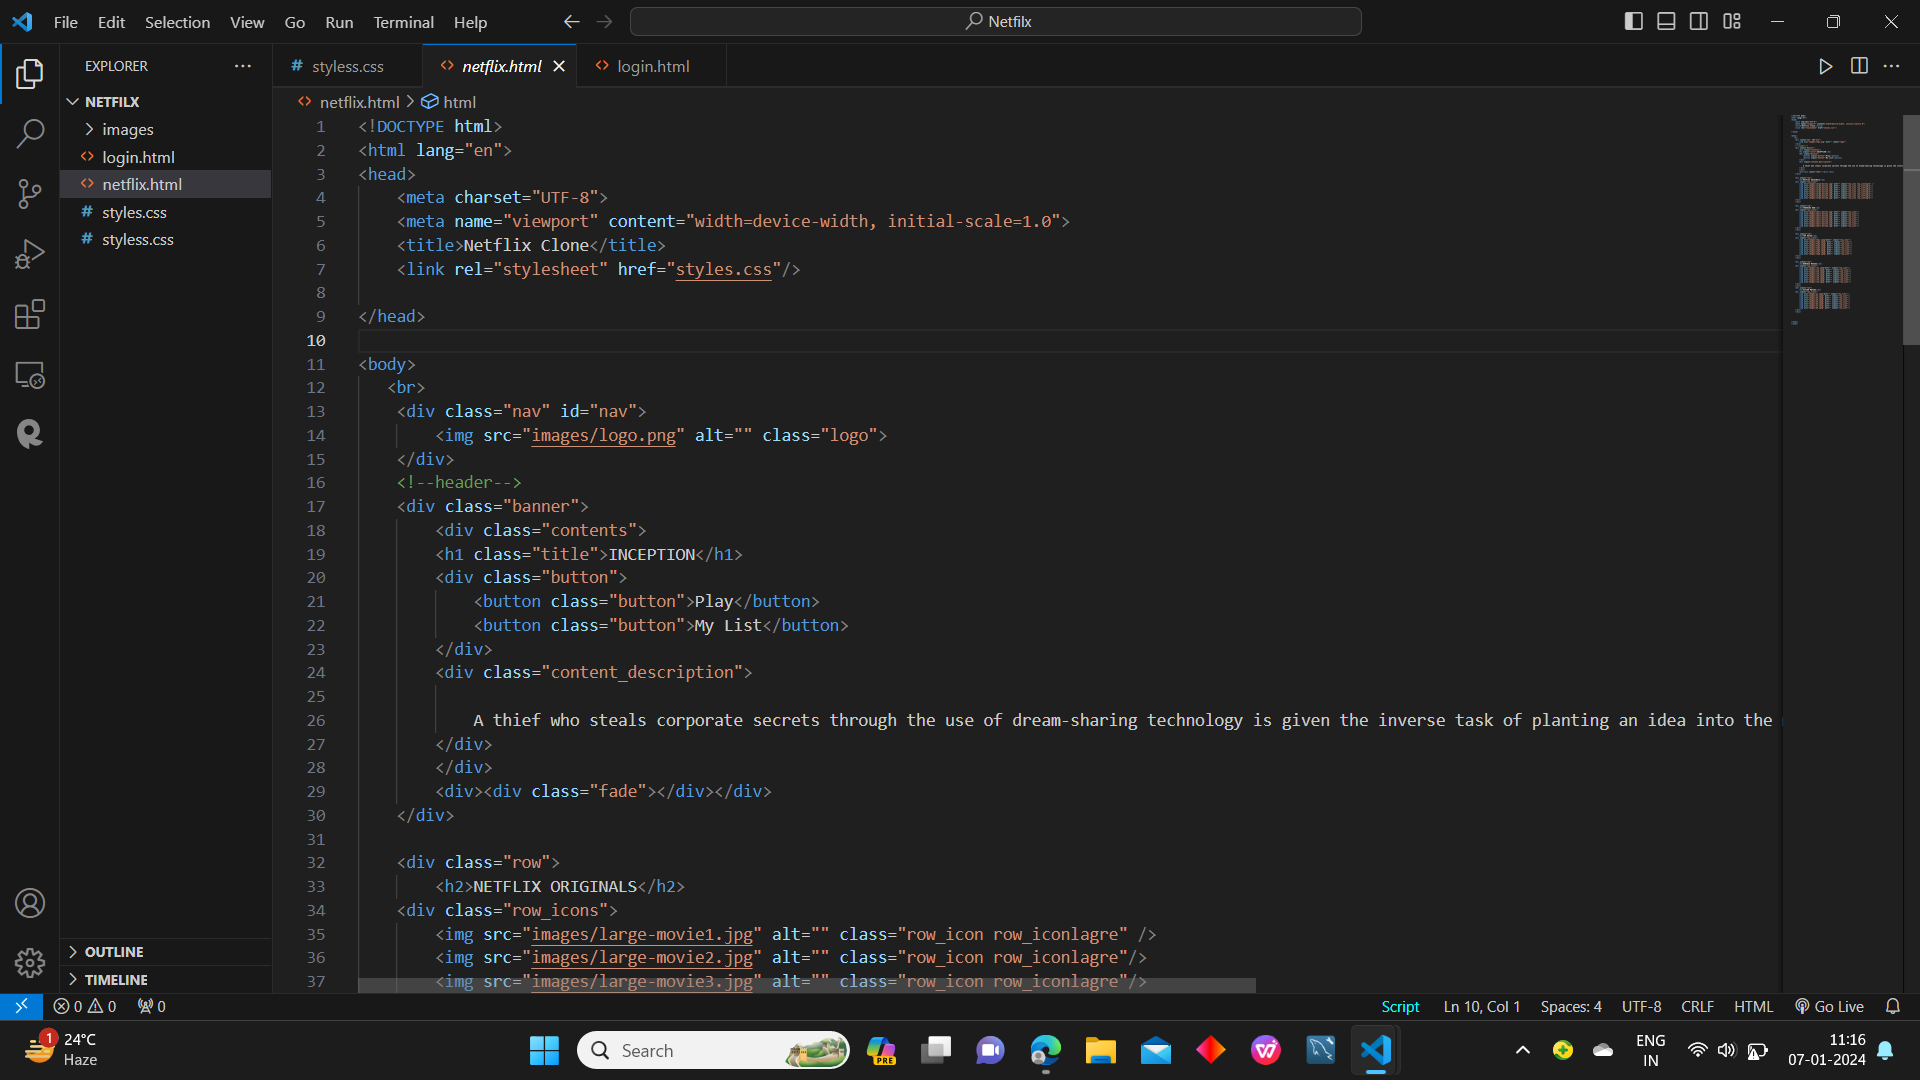 File Edit Selection View Go Run Terminal Help
Netfilx
EXPLORER
NETFILX
images
login.html
netflix.html
styles.css
styless.css
OUTLINE
TIMELINE
styless.css netflix.html login.html
netflix.html > html
1 <!DOCTYPE html>
2 <html lang="en">
3 <head>
4 <meta charset="UTF-8">
5 <meta name="viewport" content="width=device-width, initial-scale=1.0">
6 <title>Netflix Clone</title>
7 <link rel="stylesheet" href="styles.css"/>
8
9 </head>
10
11 <body>
12 <br>
13 <div class="nav" id="nav">
14 <img src="images/logo.png" alt="" class="logo">
15 </div>
16 <!--header-->
17 <div class="banner">
18 <div class="contents">
19 <h1 class="title">INCEPTION</h1>
20 <div class="button">
21 <button class="button">Play</button>
22 <button class="button">My List</button>
23 </div>
24 <div class="content_description">
25
26 A thief who steals corporate secrets through the use of dream-sharing technology is given the inverse task of planting an idea into the
27 </div>
28 </div>
29 <div><div class="fade"></div></div>
30 </div>
31
32 <div class="row">
33 <h2>NETFLIX ORIGINALS</h2>
34 <div class="row_icons">
35 <img src="images/large-movie1.jpg" alt="" class="row_icon row_iconlagre" />
36 <img src="images/large-movie2.jpg" alt="" class="row_icon row_iconlagre"/>
37 <img src="images/large-movie3.jpg" alt="" class="row_icon row_iconlagre"/>
0 0 0 Script Ln 10, Col 1 Spaces: 4 UTF-8 CRLF HTML Go Live
1
24°C
Haze
Search
PRE
ENG
IN
11:16
07-01-2024